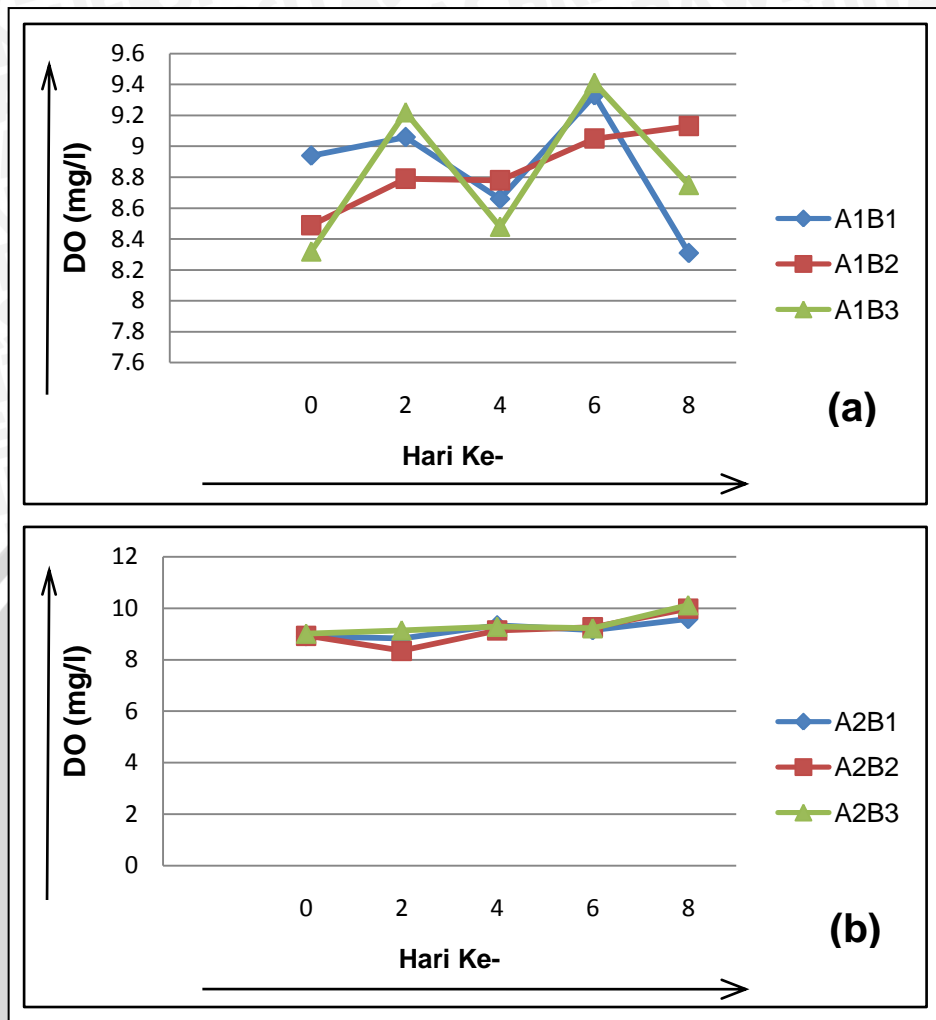 9.6
9.4
9.2
9
8.8
8.6
8.4
8.2
8
7.8
7.6
DO (mg/l)
0 2 4 6 8
Hari Ke-
A1B1
A1B2
A1B3
(a)
12
10
8
6
4
2
0
DO (mg/l)
0 2 4 6 8
Hari Ke-
A2B1
A2B2
A2B3
(b)